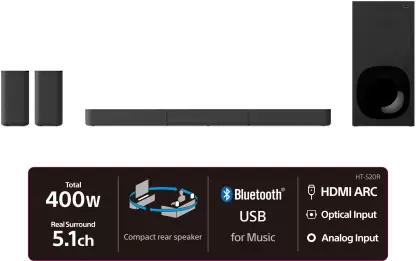 HT-S20R
Total
400W
Real Surround
5.1ch
Compact rear speaker
Bluetooth®
USB
for Music
HDMI ARC
Optical Input
Analog Input